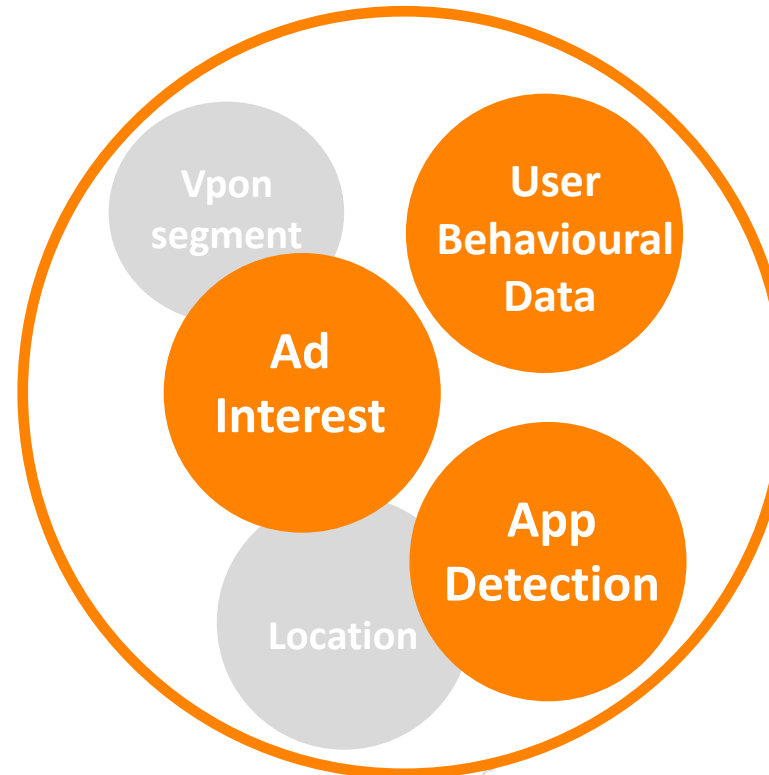 Vpon
segment
User
Behavioural
Data
Ad
Interest
App
Detection
Location